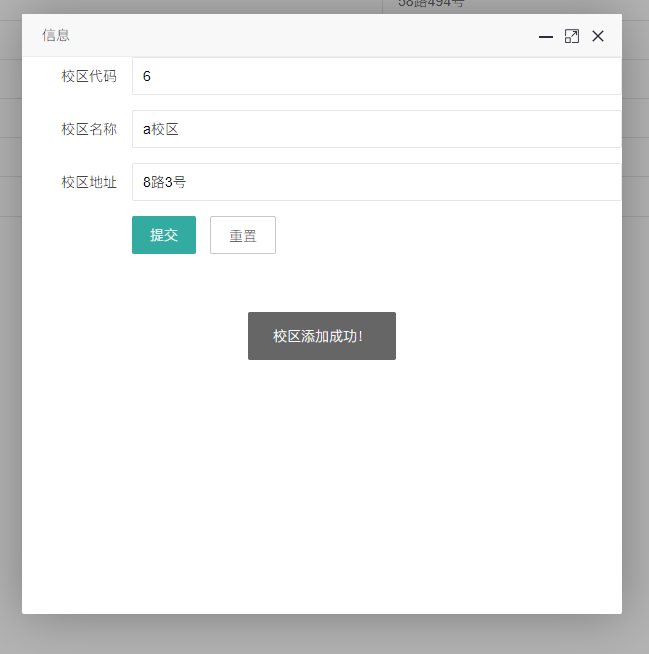 58路494号
信息
校区代码 6
校区名称 a校区
校区地址 8路3号
提交 重置
校区添加成功!